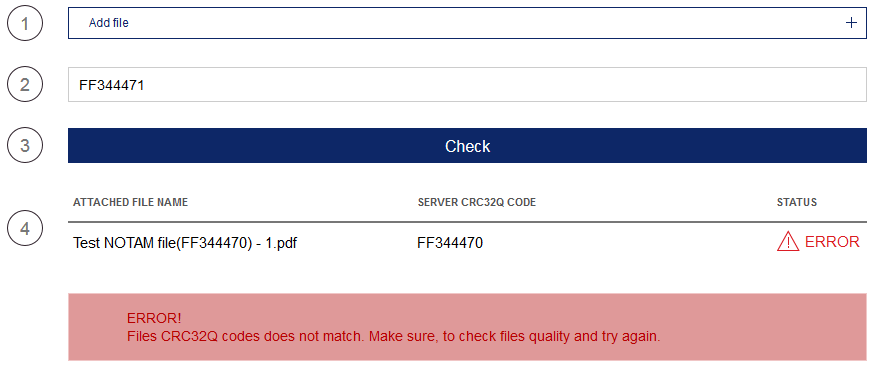 1
Add file
2
FF344471
3
Check
4
ATTACHED FILE NAME SERVER CRC32Q CODE STATUS
Test NOTAM file(FF344470) - 1.pdf FF344470 ERROR
ERROR!
Files CRC32Q codes does not match. Make sure, to check files quality and try again.